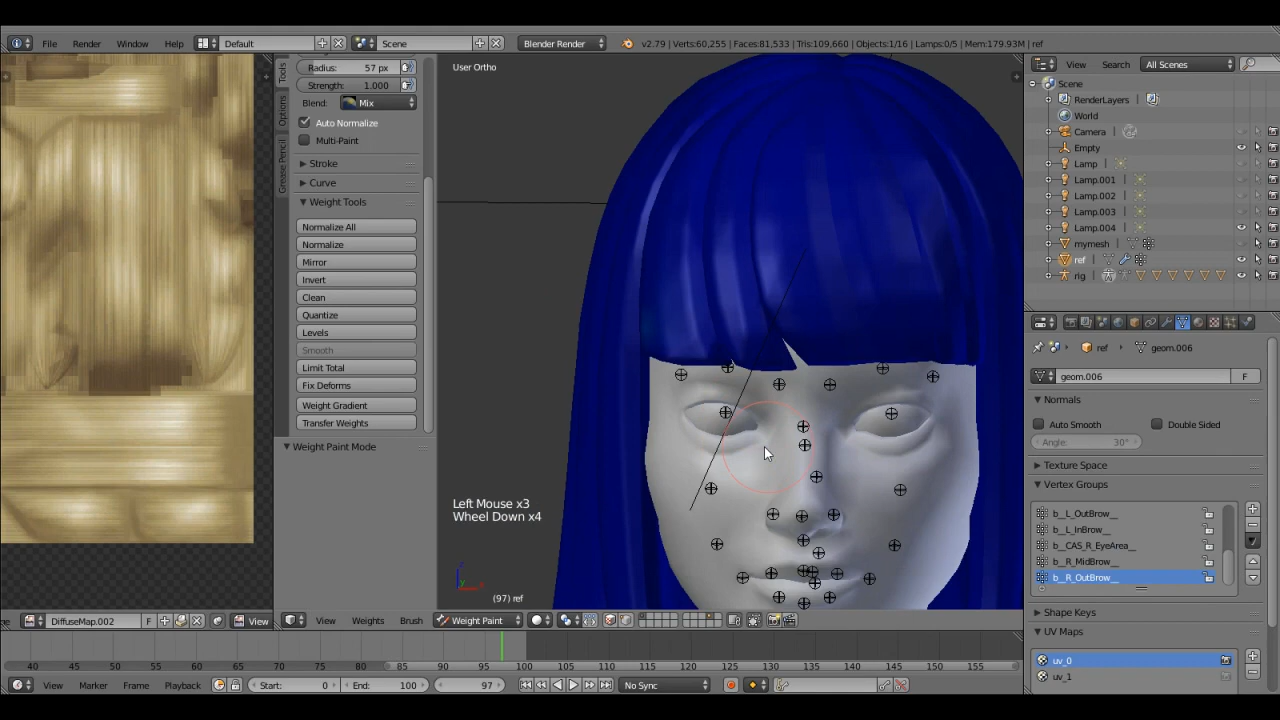 File Render Window Help Default Scene Blender Render v2.79 | Verts:60,255 | Faces:81,533 | Tris:109,660 | Objects:1/16 | Lamps:0/5 | Mem:179.93M | ref
Tools
Options
Grease Pencil
Radius: 57 px
Strength: 1.000
Blend: Mix
Auto Normalize
Multi-Paint
Stroke
Curve
Weight Tools
Normalize All
Normalize
Mirror
Invert
Clean
Quantize
Levels
Smooth
Limit Total
Fix Deforms
Weight Gradient
Transfer Weights
Weight Paint Mode
User Ortho
Left Mouse x3
Wheel Down x4
z
y
x
(97) ref
View Search All Scenes
Scene
RenderLayers
World
Camera
Empty
Lamp
Lamp.001
Lamp.002
Lamp.003
Lamp.004
mymesh
ref
rig
ref geom.006
geom.006 F
Normals
Auto Smooth Double Sided
Angle: 30°
Texture Space
Vertex Groups
b__L_OutBrow__
b__L_InBrow__
b__CAS_R_EyeArea__
b__R_MidBrow__
b__R_OutBrow__
Shape Keys
UV Maps
uv_0
uv_1
DiffuseMap.002 F View
View Weights Brush Weight Paint
40 45 50 55 60 65 70 75 80 85 90 95 100 105 110 115 120 125 130 135 140 145 150 155
View Marker Frame Playback Start: 0 End: 100 97 No Sync